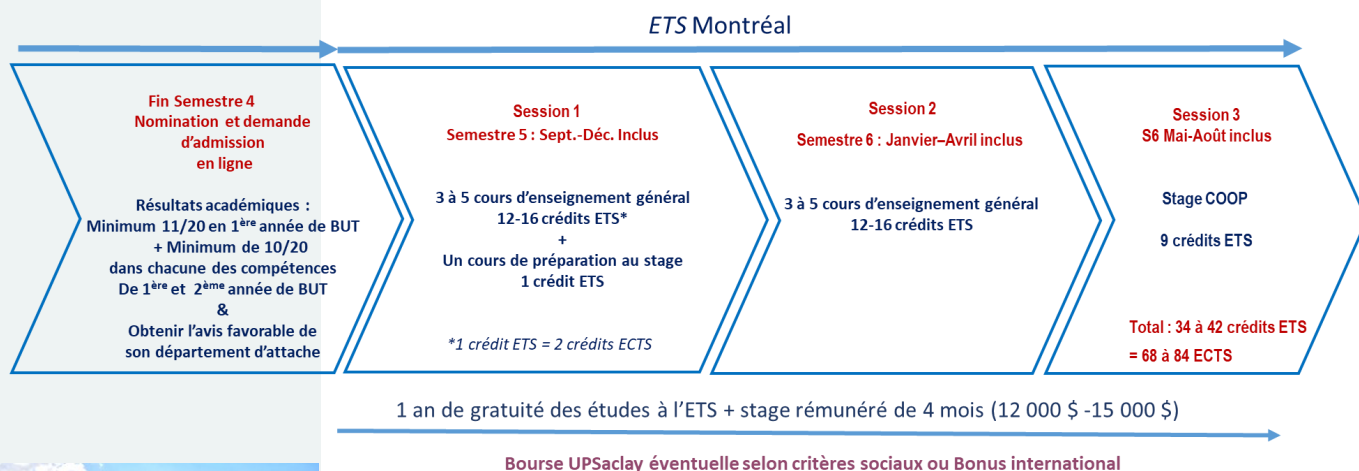 ETS Montréal
Fin Semestre 4
Nomination et demande
d’admission
en ligne
Résultats académiques :
Minimum 11/20 en 1ère année de BUT
+ Minimum de 10/20
dans chacune des compétences
De 1ère et 2ème année de BUT
&
Obtenir l’avis favorable de
son département d’attache
Session 1
Semestre 5 : Sept.-Déc. Inclus
3 à 5 cours d’enseignement général
12-16 crédits ETS*
+
Un cours de préparation au stage
1 crédit ETS
*1 crédit ETS = 2 crédits ECTS
Session 2
Semestre 6 : Janvier–Avril inclus
3 à 5 cours d’enseignement général
12-16 crédits ETS
Session 3
S6 Mai-Août inclus
Stage COOP
9 crédits ETS
Total : 34 à 42 crédits ETS
= 68 à 84 ECTS
1 an de gratuité des études à l’ETS + stage rémunéré de 4 mois (12 000 $ -15 000 $)
Bourse UPSaclay éventuelle selon critères sociaux ou Bonus international